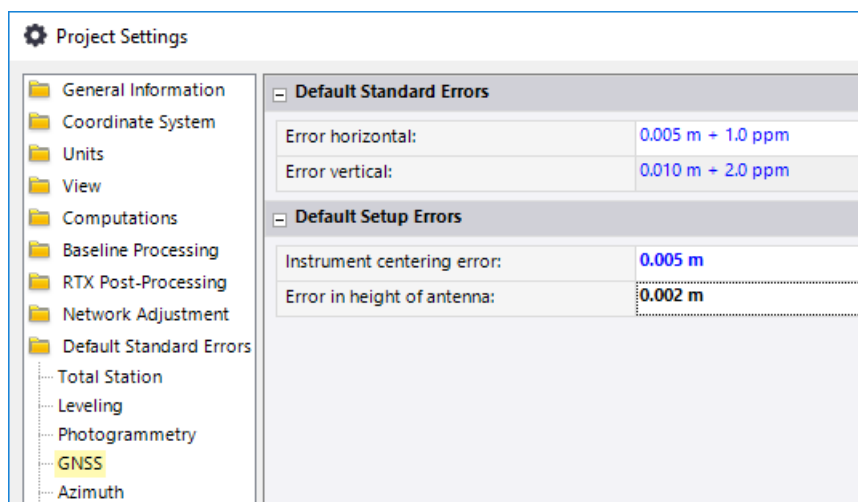 Project Settings
General Information
Coordinate System
Units
View
Computations
Baseline Processing
RTX Post-Processing
Network Adjustment
Default Standard Errors
Total Station
Leveling
Photogrammetry
GNSS
Azimuth
Default Standard Errors
Error horizontal: 0.005 m + 1.0 ppm
Error vertical: 0.010 m + 2.0 ppm
Default Setup Errors
Instrument centering error: 0.005 m
Error in height of antenna: 0.002 m